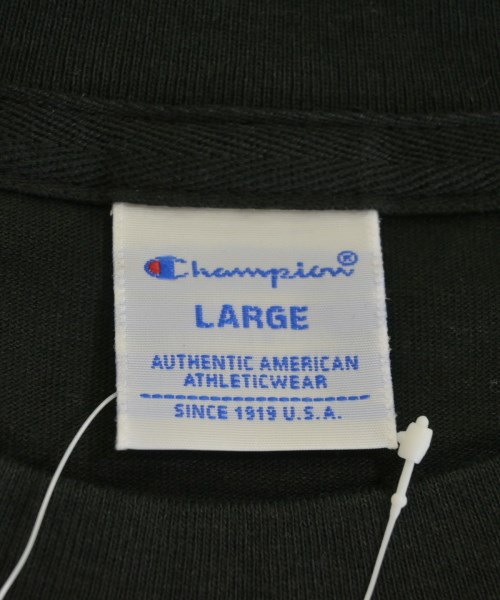 Champion®
LARGE
AUTHENTIC AMERICAN
ATHLETICWEAR
SINCE 1919 U.S.A.